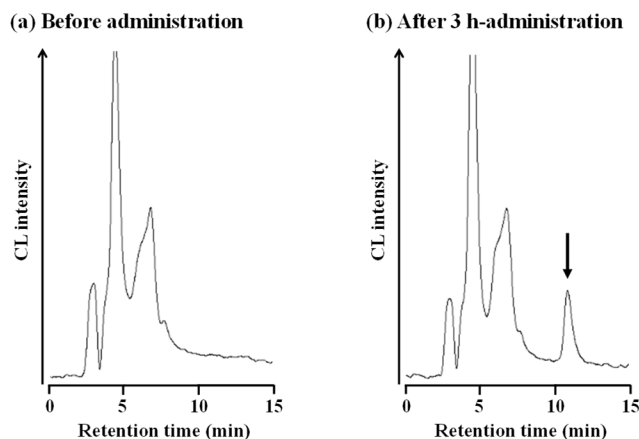 (a) Before administration
(b) After 3 h-administration
CL intensity
0 5 10 15
Retention time (min)
CL intensity
0 5 10 15
Retention time (min)